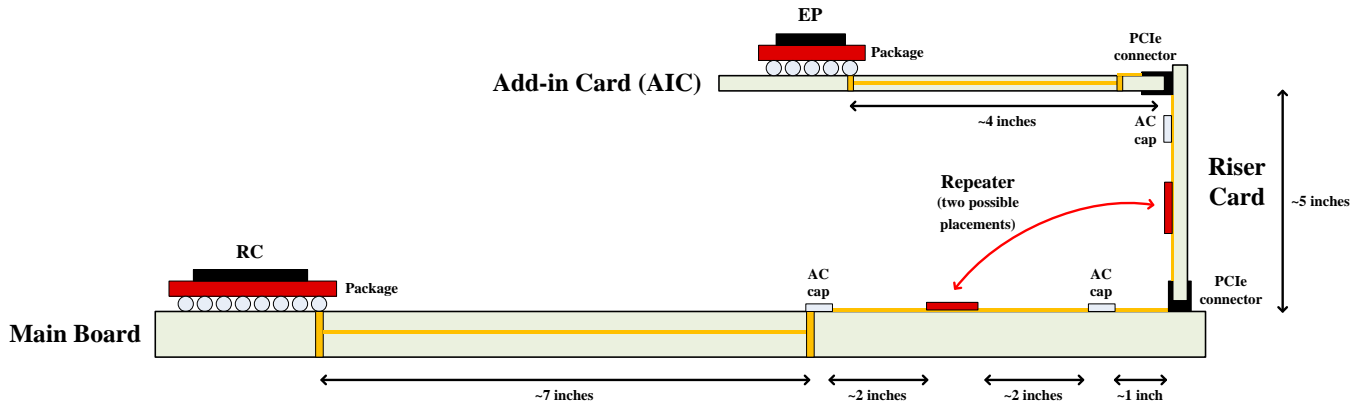 EP
Package
PCIe
connector
Add-in Card (AIC)
~4 inches
AC
cap
Repeater
(two possible
placements)
Riser
Card
~5 inches
RC
Package
AC
cap
AC
cap
PCIe
connector
Main Board
~7 inches
~2 inches
~2 inches
~1 inch